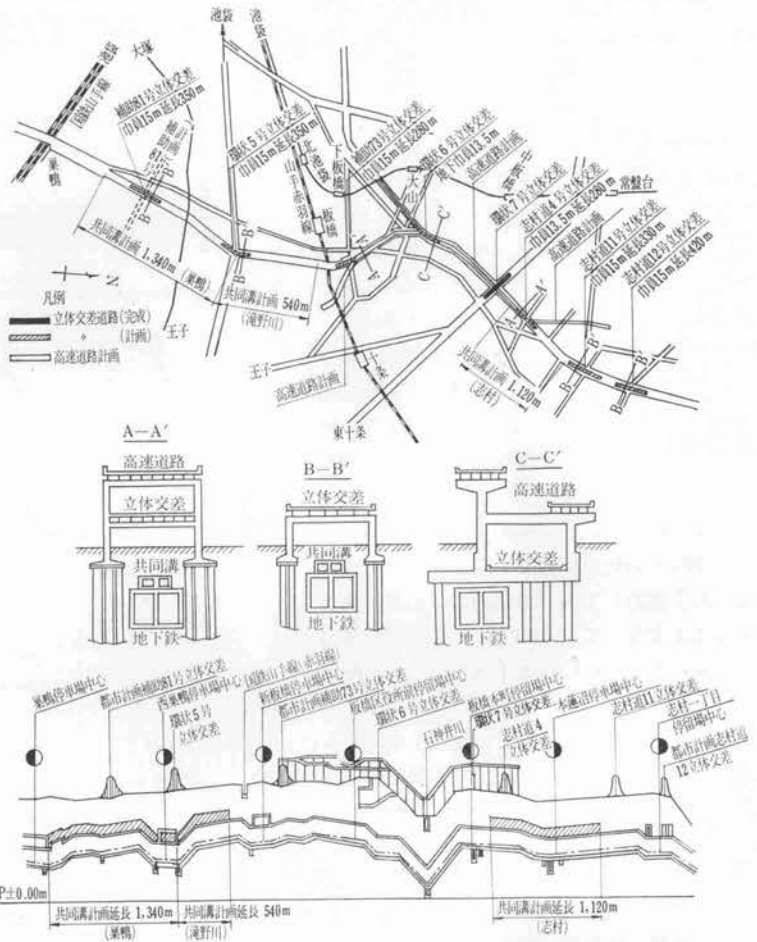 池袋
池袋
大塚
池袋
国鉄山手線
巣鴨
補助81号立体交差
巾員15m延長350m
補助81号計画
環状5号立体交差
巾員15m延長350m
北池袋
山手赤羽線
板橋
下板橋
補助73号立体交差
巾員15m延長280m
大山
環状6号立体交差
地下巾員13.5m
高速道路計画
常盤台
環状7号立体交差
志村道4号立体交差
巾員13.5m延長280m
高速道路計画
志村道11号立体交差
巾員15m延長330m
志村道12号立体交差
巾員15m延長420m
B
B'
B
B'
A
A'
C
C'
A
A'
B
B'
B
B'
共同溝計画 1,340m
(巣鴨)
共同溝計画 540m
(滝野川)
共同溝計画 1,120m
(志村)
N
凡例
立体交差道路(完成)
〃 (計画)
高速道路計画
王子
王子
高速道路計画
十条
東十条
A—A'
高速道路
立体交差
共同溝
地下鉄
B—B'
立体交差
共同溝
地下鉄
C—C'
高速道路
立体交差
地下鉄
巣鴨停車場中心
都市計画補助81号立体交差
西巣鴨停車場中心
環状5号
立体交差
国鉄山手線(赤羽線)
新板橋停車場中心
都市計画補助73号立体交差
板橋区役所前停留場中心
環状6号立体交差
石神井川
板橋本町停留場中心
環状7号立体交差
志村道4
立体交差
本蓮沼停車場中心
志村道11立体交差
志村一丁目
停留場中心
都市計画志村道
12立体交差
P±0.00m
共同溝計画延長 1,340m
(巣鴨)
共同溝計画延長 540m
(滝野川)
共同溝計画延長 1,120m
(志村)